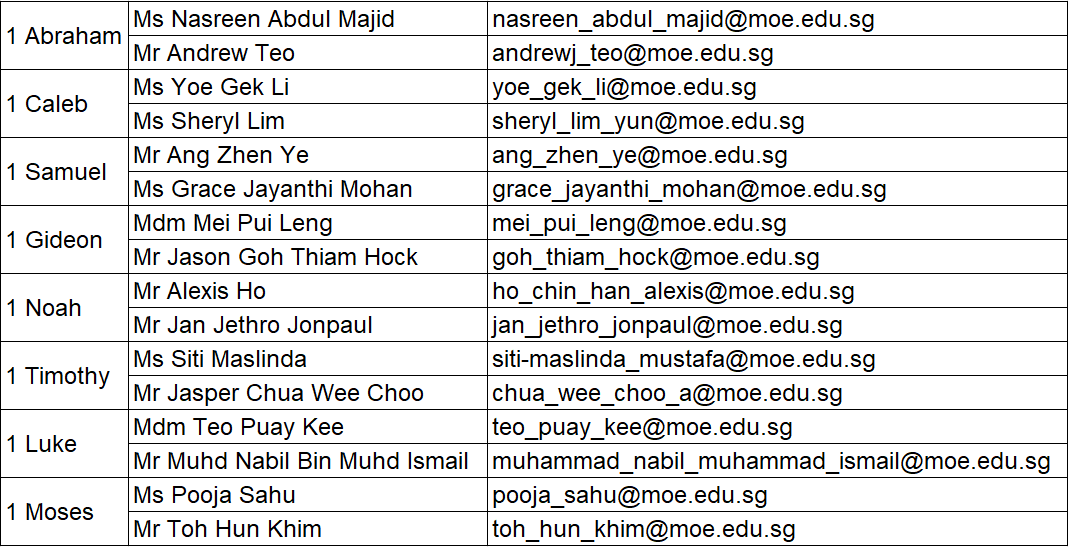 1 Abraham
Ms Nasreen Abdul Majid nasreen_abdul_majid@moe.edu.sg
Mr Andrew Teo andrewj_teo@moe.edu.sg
1 Caleb
Ms Yoe Gek Li yoe_gek_li@moe.edu.sg
Ms Sheryl Lim sheryl_lim_yun@moe.edu.sg
1 Samuel
Mr Ang Zhen Ye ang_zhen_ye@moe.edu.sg
Ms Grace Jayanthi Mohan grace_jayanthi_mohan@moe.edu.sg
1 Gideon
Mdm Mei Pui Leng mei_pui_leng@moe.edu.sg
Mr Jason Goh Thiam Hock goh_thiam_hock@moe.edu.sg
1 Noah
Mr Alexis Ho ho_chin_han_alexis@moe.edu.sg
Mr Jan Jethro Jonpaul jan_jethro_jonpaul@moe.edu.sg
1 Timothy
Ms Siti Maslinda siti-maslinda_mustafa@moe.edu.sg
Mr Jasper Chua Wee Choo chua_wee_choo_a@moe.edu.sg
1 Luke
Mdm Teo Puay Kee teo_puay_kee@moe.edu.sg
Mr Muhd Nabil Bin Muhd Ismail muhammad_nabil_muhammad_ismail@moe.edu.sg
1 Moses
Ms Pooja Sahu pooja_sahu@moe.edu.sg
Mr Toh Hun Khim toh_hun_khim@moe.edu.sg